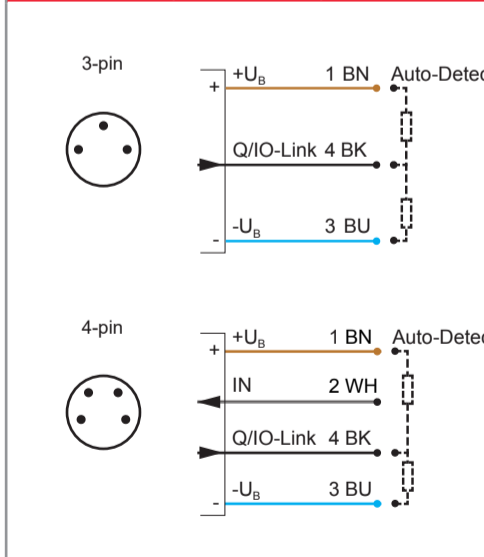 3-pin
+UB 1 BN Auto-Detec
+
Q/IO-Link 4 BK
-UB 3 BU
-
4-pin
+UB 1 BN Auto-Detec
+
IN 2 WH
Q/IO-Link 4 BK
-UB 3 BU
-